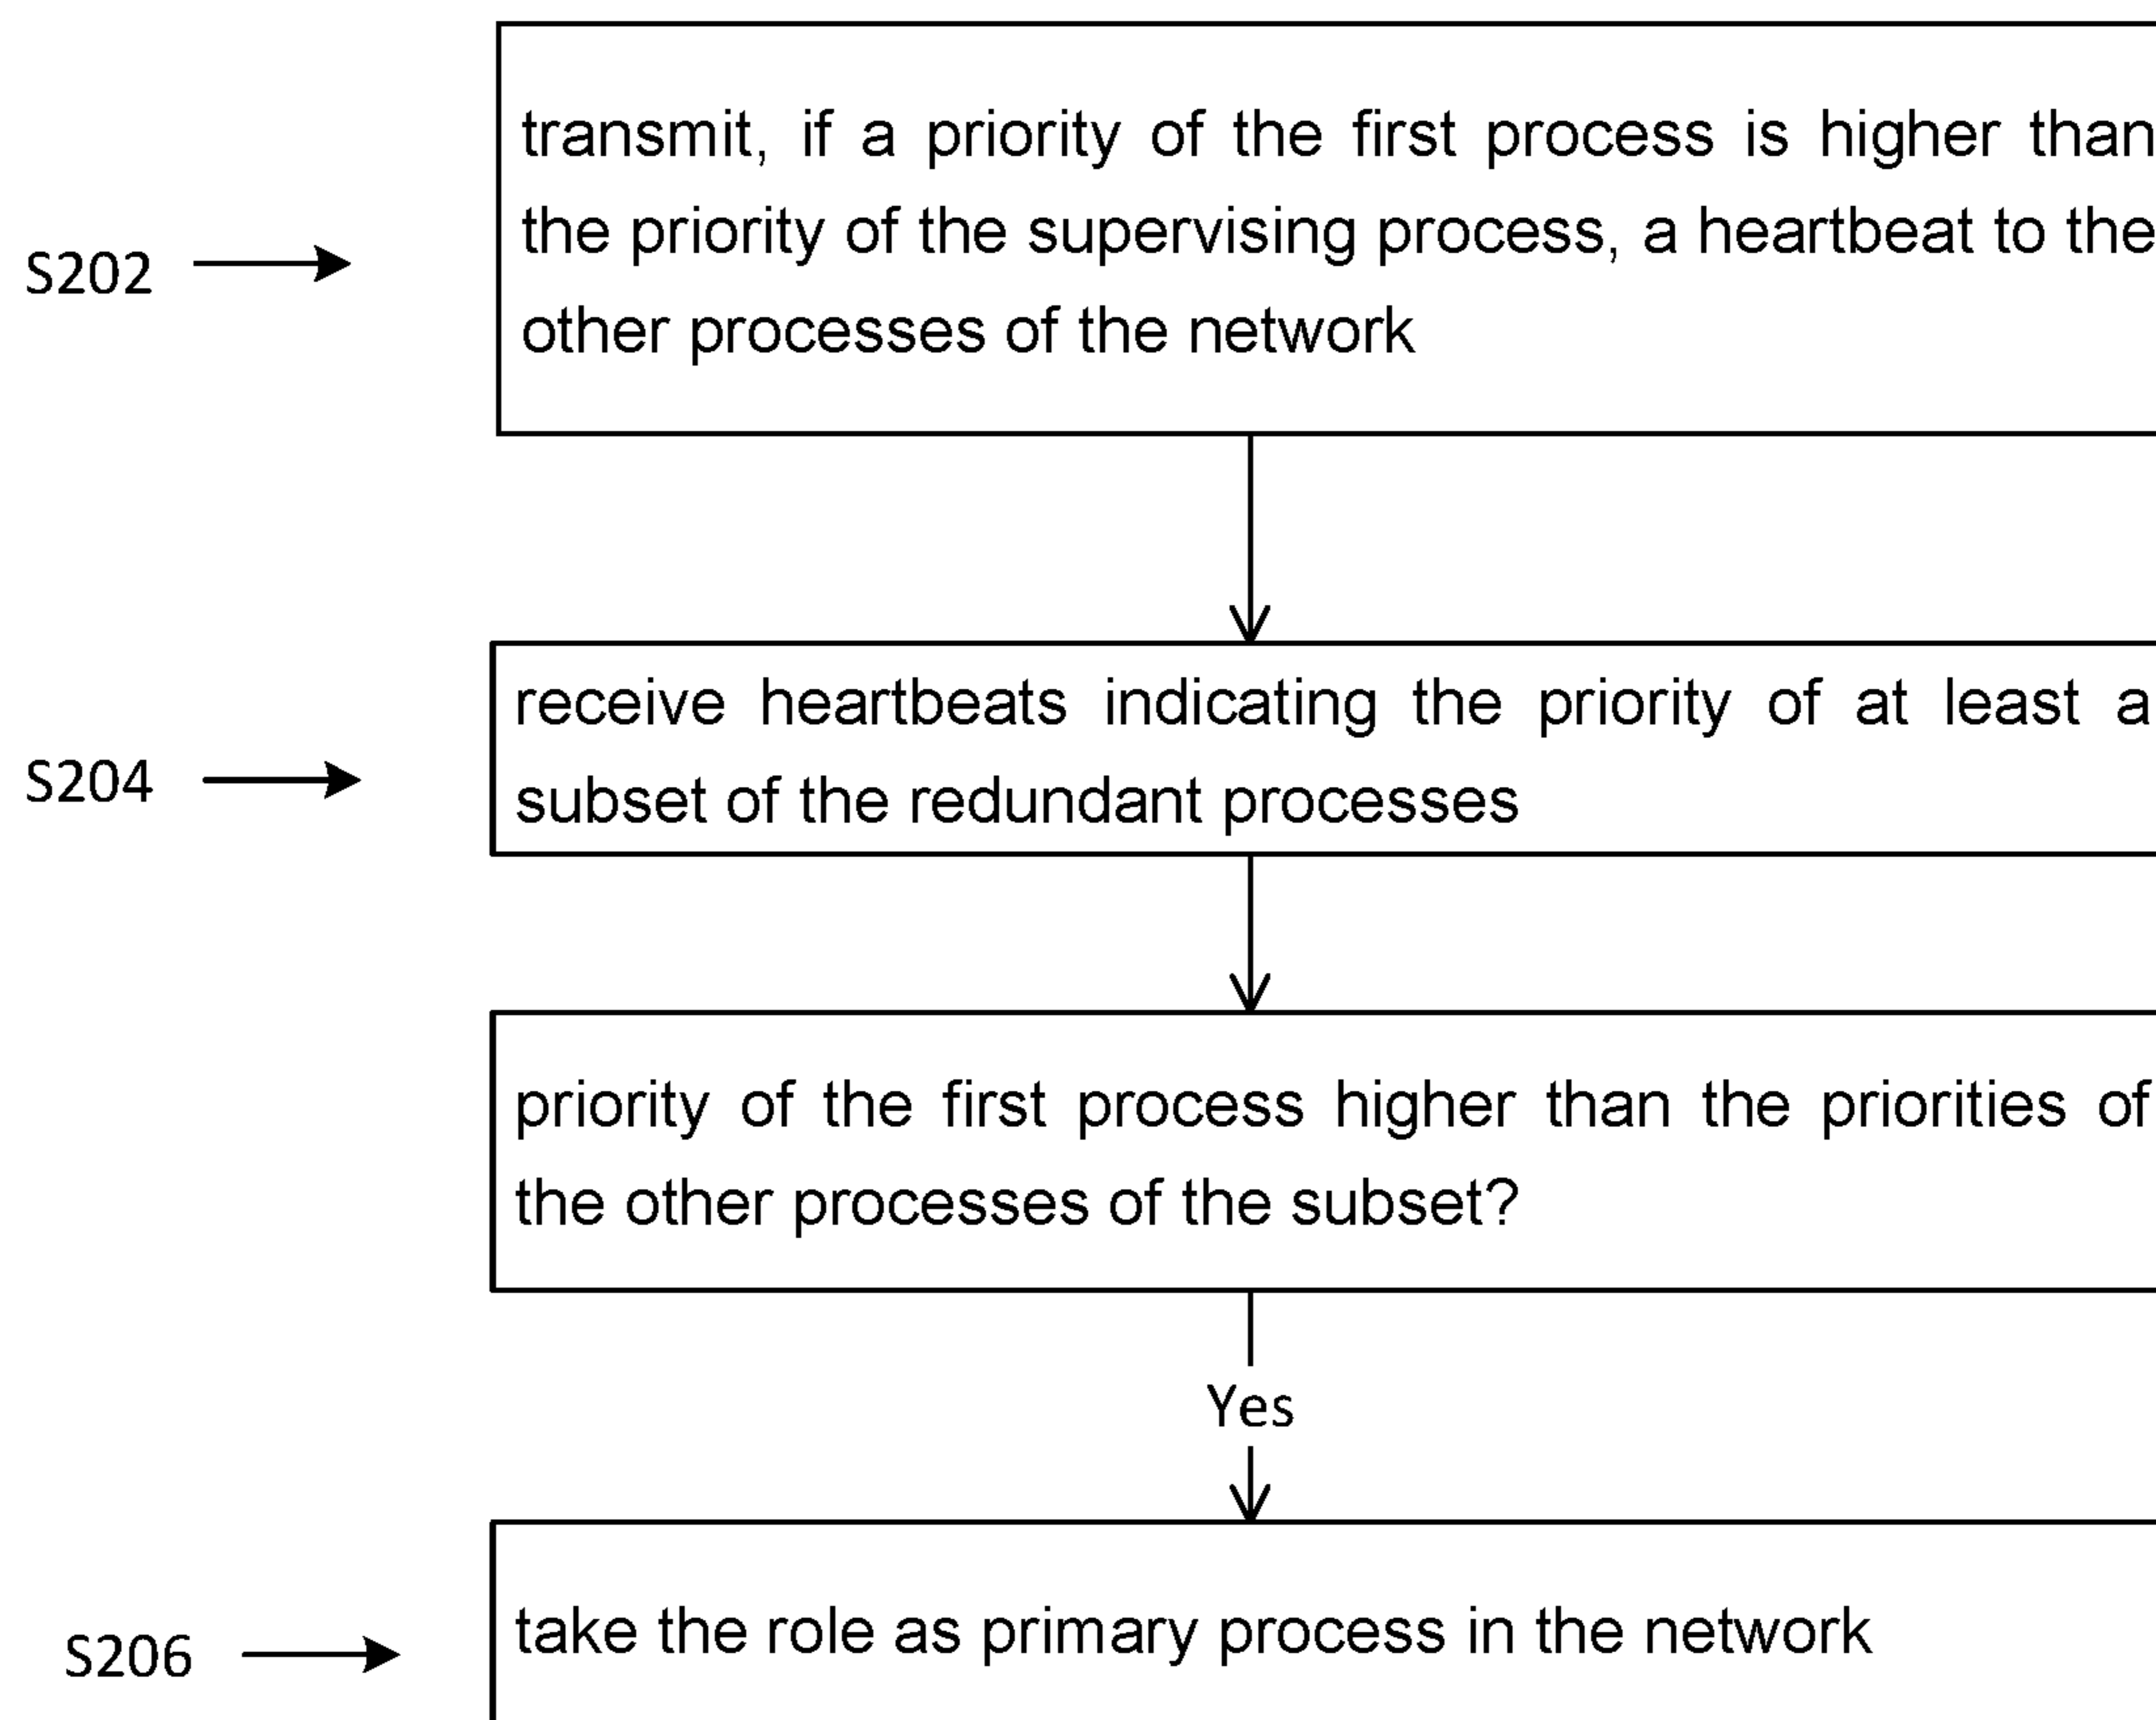 transmit, if a priority of the first process is higher than
the priority of the supervising process, a heartbeat to the
S202
other processes of the network
receive heartbeats indicating the priority of at least a
S204
subset of the redundant processes
priority of the first process higher than the priorities of
the other processes of the subset?
Yes
take the role as primary process in the network
S206